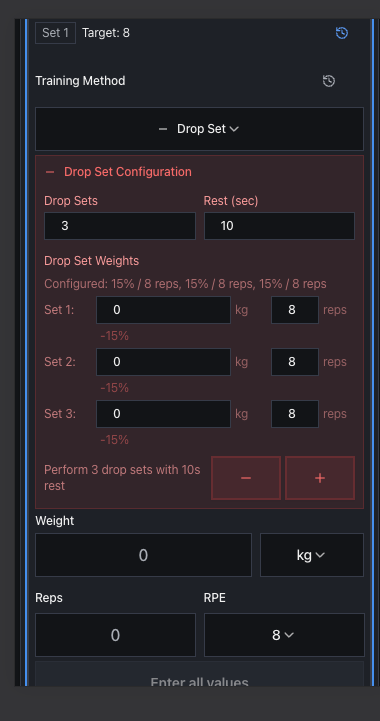 Set 1 Target: 8
Training Method
Drop Set
Drop Set Configuration
Drop Sets Rest (sec)
3 10
Drop Set Weights
Configured: 15% / 8 reps, 15% / 8 reps, 15% / 8 reps
Set 1: 0 kg 8 reps
-15%
Set 2: 0 kg 8 reps
-15%
Set 3: 0 kg 8 reps
-15%
Perform 3 drop sets with 10s
rest
− +
Weight
0 kg
Reps RPE
0 8
Enter all values